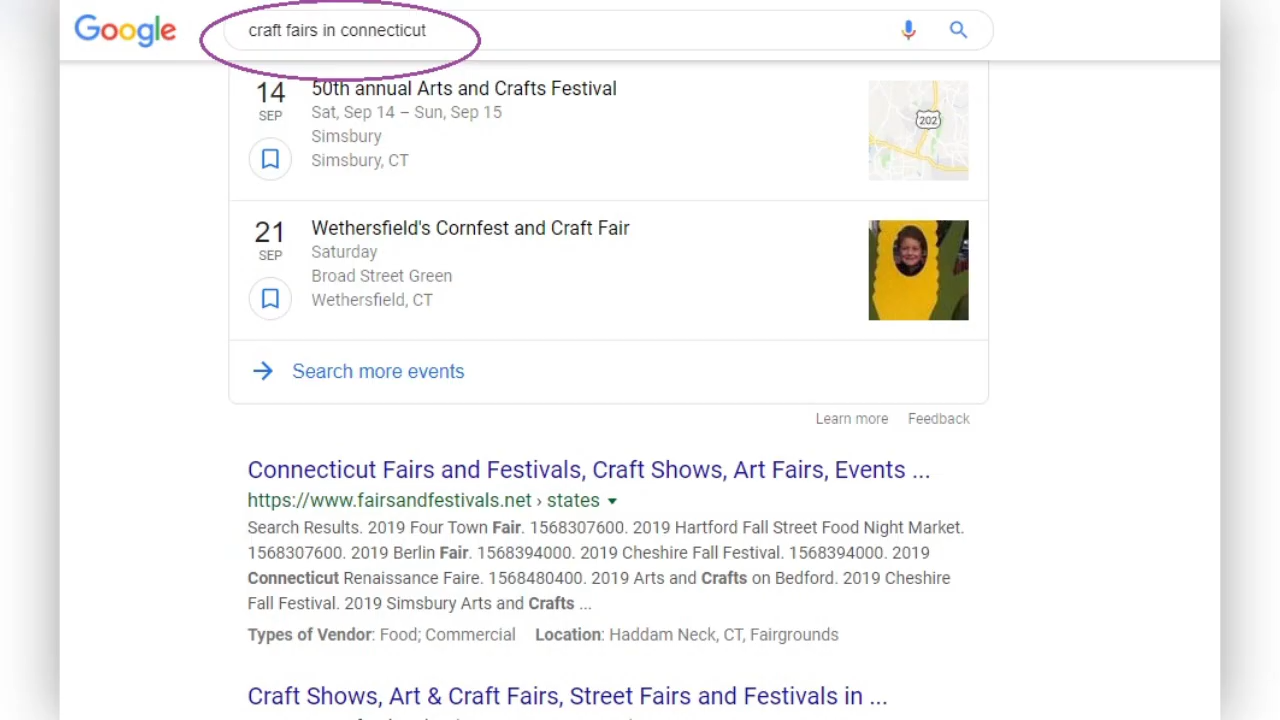 Google
craft fairs in connecticut
14
SEP
50th annual Arts and Crafts Festival
Sat, Sep 14 – Sun, Sep 15
Simsbury
Simsbury, CT
202
21
SEP
Wethersfield's Cornfest and Craft Fair
Saturday
Broad Street Green
Wethersfield, CT
Search more events
Learn more Feedback
Connecticut Fairs and Festivals, Craft Shows, Art Fairs, Events ...
https://www.fairsandfestivals.net › states
Search Results. 2019 Four Town Fair. 1568307600. 2019 Hartford Fall Street Food Night Market.
1568307600. 2019 Berlin Fair. 1568394000. 2019 Cheshire Fall Festival. 1568394000. 2019
Connecticut Renaissance Faire. 1568480400. 2019 Arts and Crafts on Bedford. 2019 Cheshire
Fall Festival. 2019 Simsbury Arts and Crafts ...
Types of Vendor: Food; Commercial Location: Haddam Neck, CT, Fairgrounds
Craft Shows, Art & Craft Fairs, Street Fairs and Festivals in ...